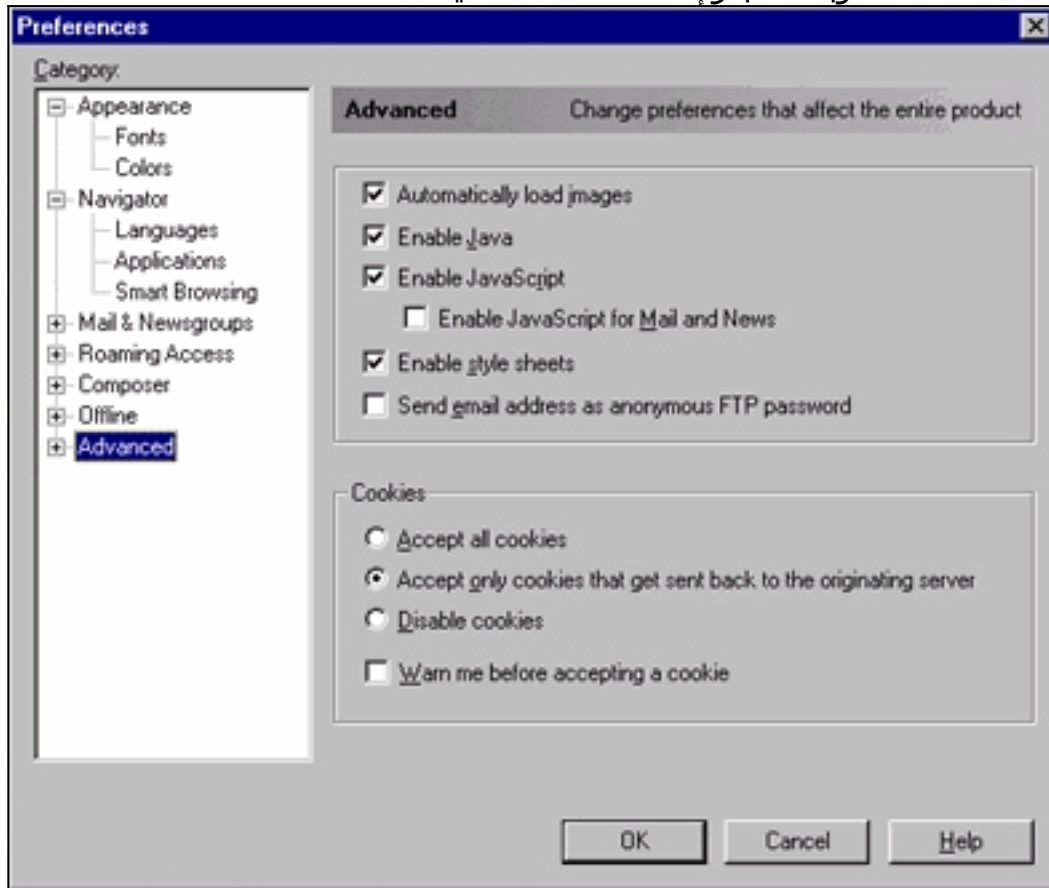 Preferences
Category:
Appearance
Fonts
Colors
Navigator
Languages
Applications
Smart Browsing
Mail & Newsgroups
Roaming Access
Composer
Offline
Advanced
Advanced Change preferences that affect the entire product
Automatically load images
Enable Java
Enable JavaScript
Enable JavaScript for Mail and News
Enable style sheets
Send email address as anonymous FTP password
Cookies
Accept all cookies
Accept only cookies that get sent back to the originating server
Disable cookies
Warn me before accepting a cookie
OK Cancel Help